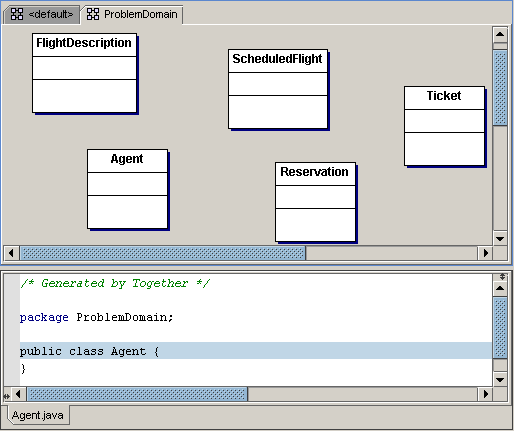 <default>
ProblemDomain
FlightDescription
ScheduledFlight
Ticket
Agent
Reservation
/* Generated by Together */
package ProblemDomain;
public class Agent {
}
Agent.java